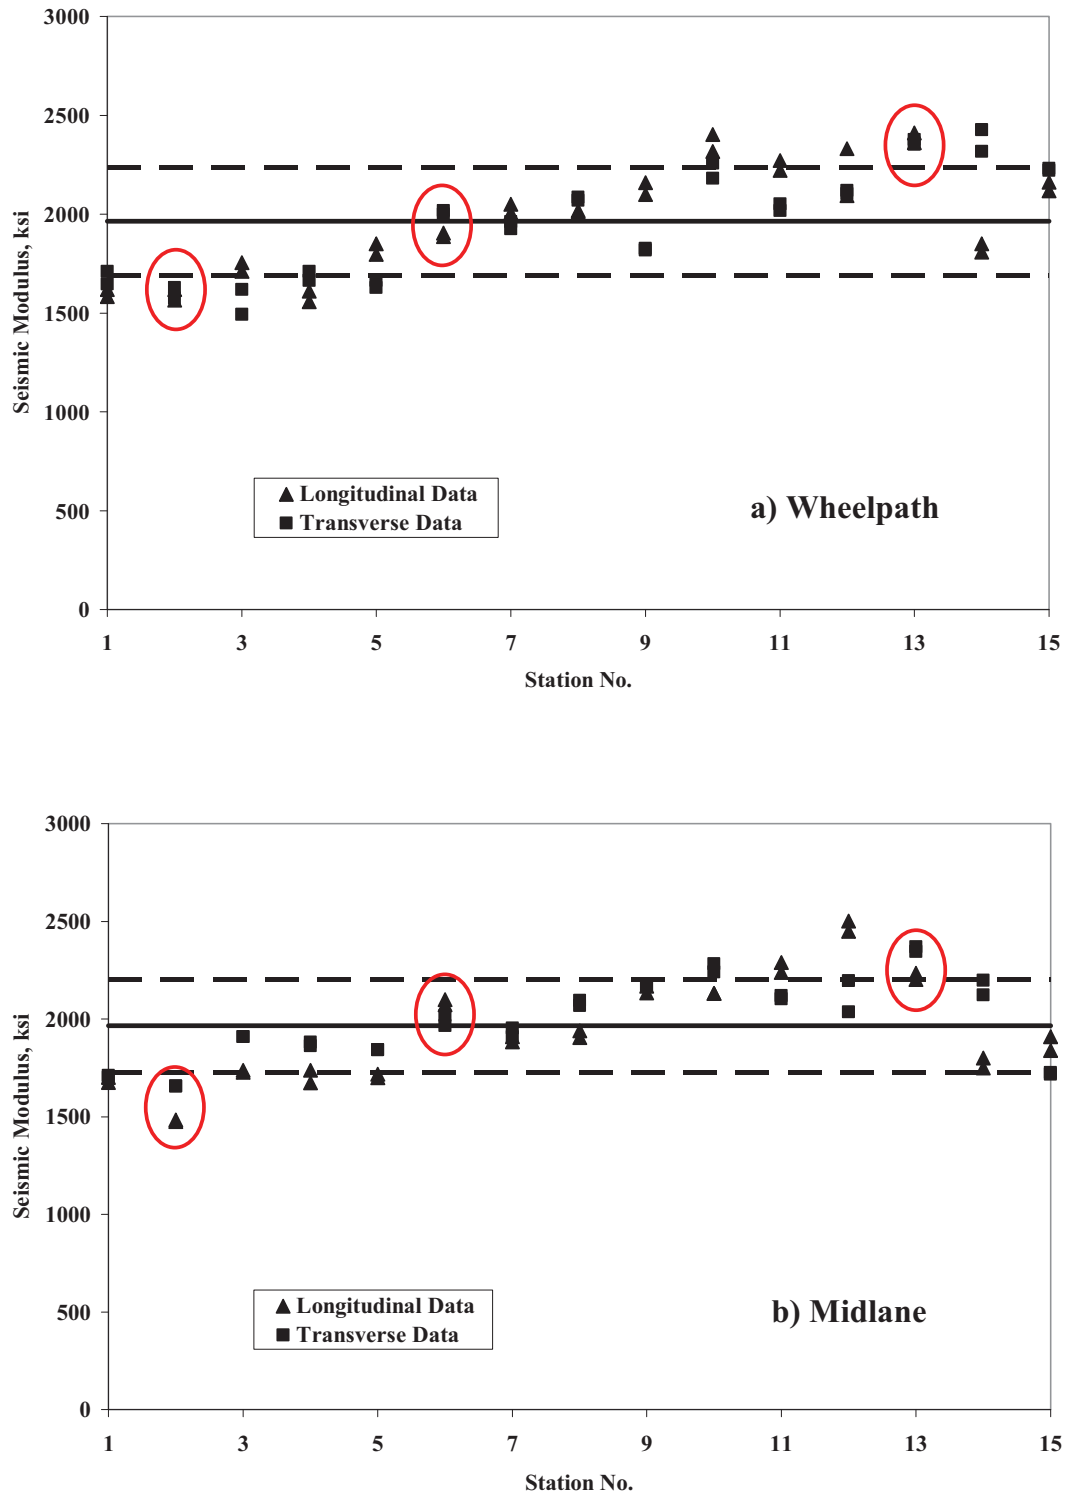 3000
2500
2000
1500
1000
500
0
Seismic Modulus, ksi
Longitudinal Data
Transverse Data
a) Wheelpath
1 3 5 7 9 11 13 15
Station No.
3000
2500
2000
1500
1000
500
0
Seismic Modulus, ksi
Longitudinal Data
Transverse Data
b) Midlane
1 3 5 7 9 11 13 15
Station No.